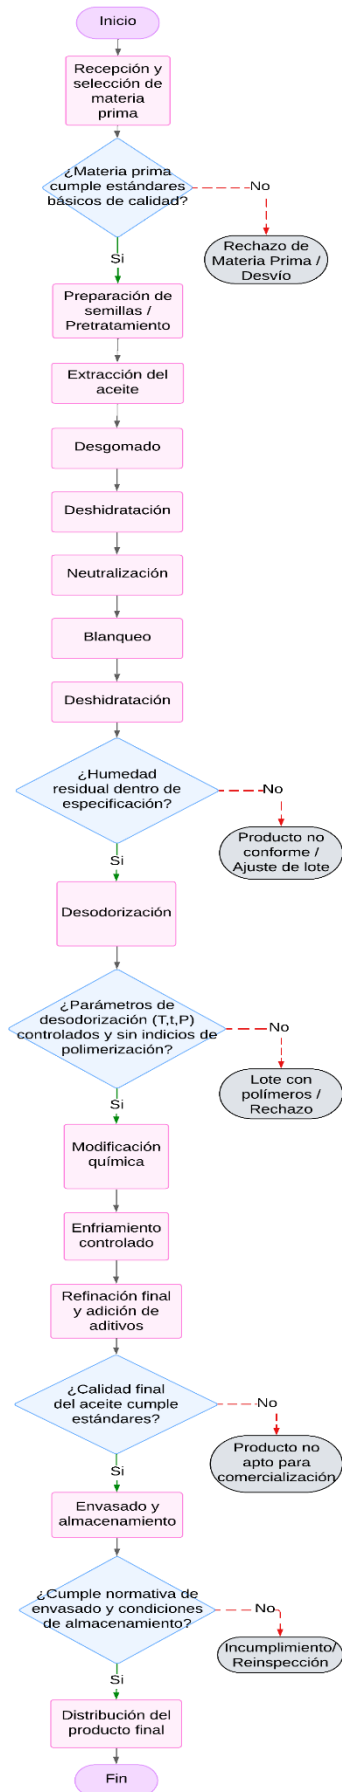 Inicio
Recepción y
selección de
materia
prima
¿Materia prima
cumple estándares
básicos de calidad?
No
Rechazo de
Materia Prima /
Desvío
Si
Preparación de
semillas /
Pretratamiento
Extracción del
aceite
Desgomado
Deshidratación
Neutralización
Blanqueo
Deshidratación
¿Humedad
residual dentro de
especificación?
No
Producto no
conforme /
Ajuste de lote
Si
Desodorización
¿Parámetros de
desodorización (T,t,P)
controlados y sin indicios de
polimerización?
No
Lote con
polímeros /
Rechazo
Si
Modificación
química
Enfriamiento
controlado
Refinación final
y adición de
aditivos
¿Calidad final
del aceite cumple
estándares?
No
Producto no
apto para
comercialización
Si
Envasado y
almacenamiento
¿Cumple normativa de
envasado y condiciones
de almacenamiento?
No
Incumplimiento/
Reinspección
Si
Distribución del
producto final
Fin